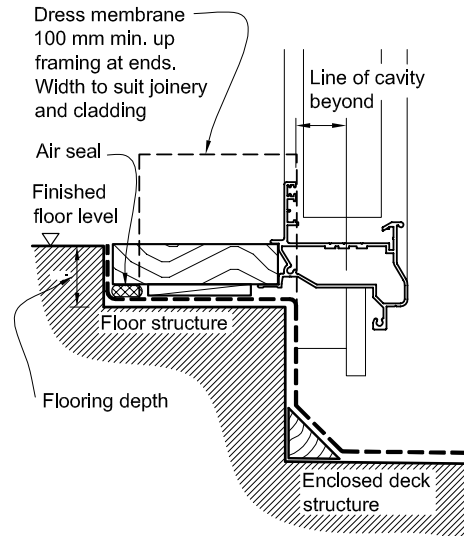 Dress membrane
100 mm min. up
framing at ends.
Width to suit joinery
and cladding
Line of cavity
beyond
Air seal
Finished
floor level
Floor structure
Flooring depth
Enclosed deck
structure